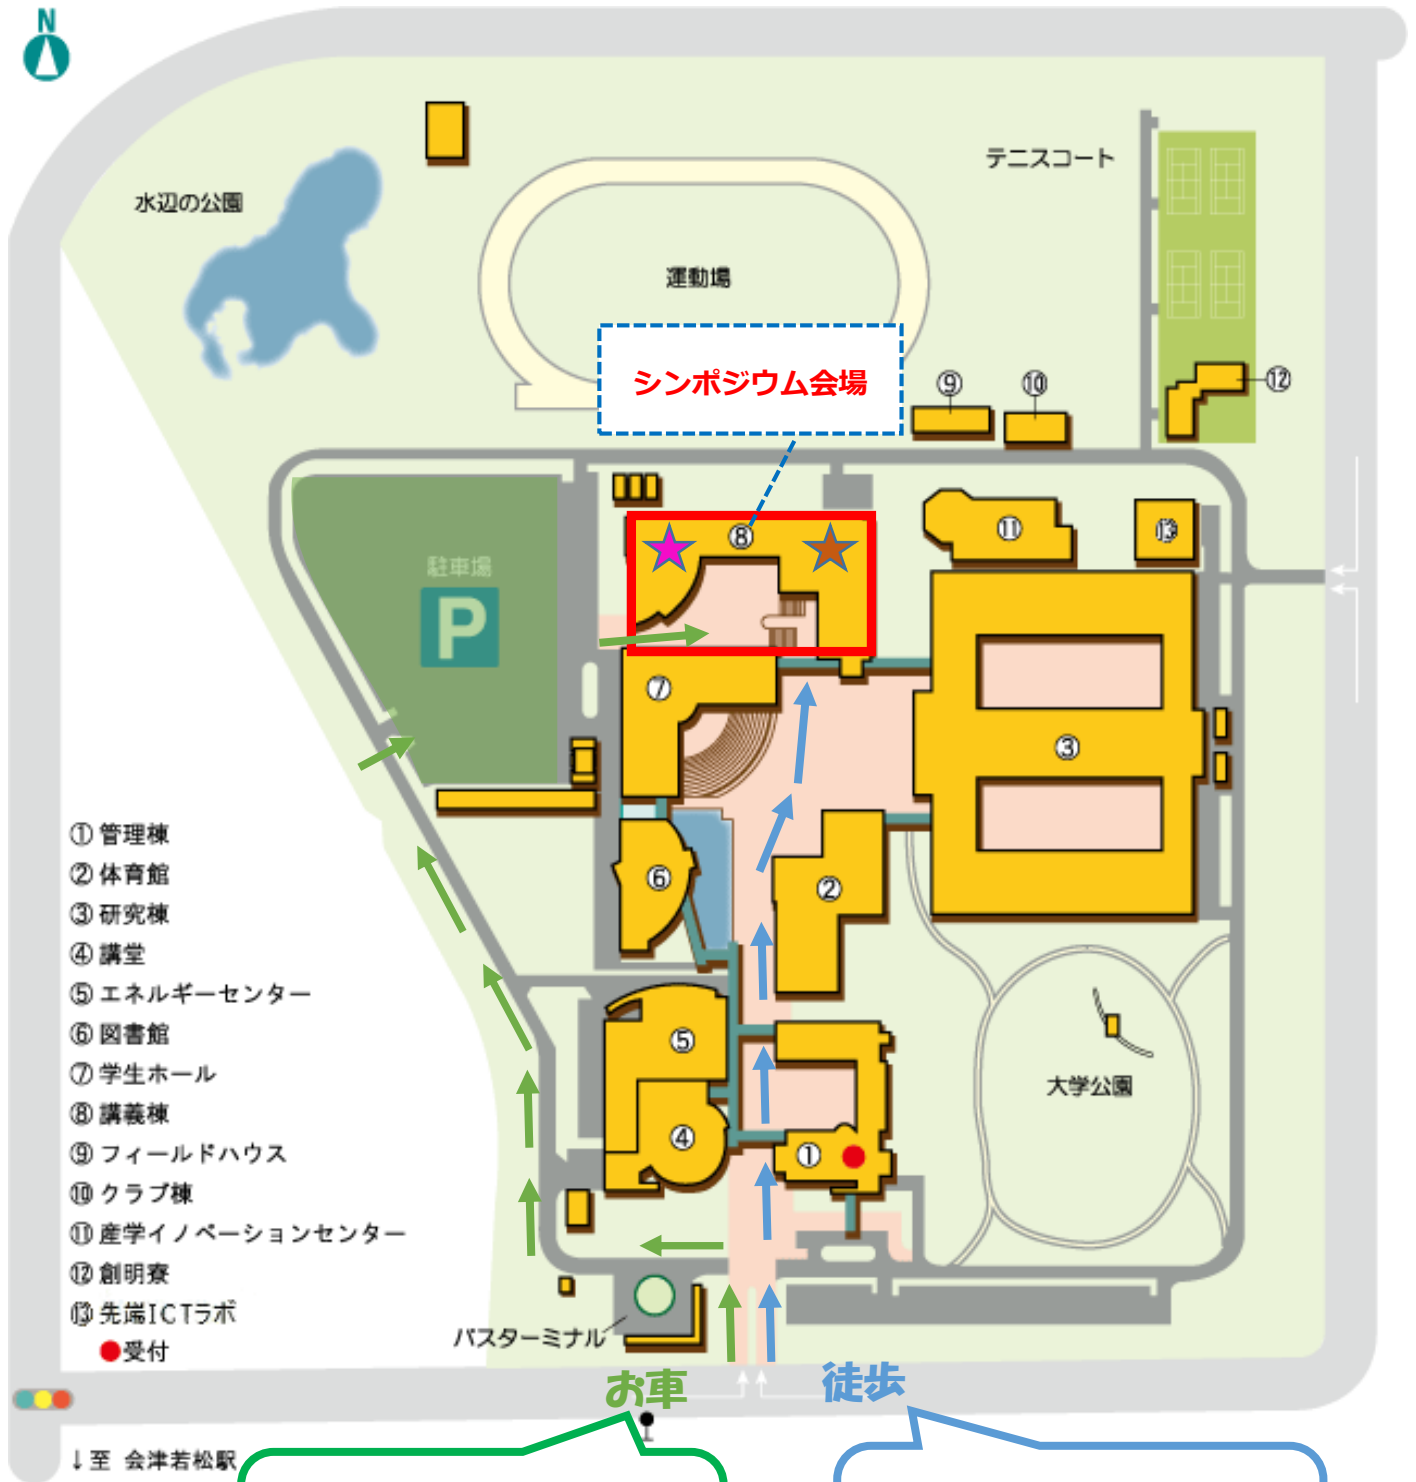 N
テニスコート
水辺の公園
運動場
シンポジウム会場
⑨
⑩
⑫
⑧
⑪
⑬
駐車場
P
⑦
③
⑥
②
⑤
大学公園
④
①
① 管理棟
② 体育館
③ 研究棟
④ 講堂
⑤ エネルギーセンター
⑥ 図書館
⑦ 学生ホール
⑧ 講義棟
⑨ フィールドハウス
⑩ クラブ棟
⑪ 産学イノベーションセンター
⑫ 創明寮
⑬ 先端ICTラボ
●受付
バスターミナル
お車
徒歩
↓至 会津若松駅